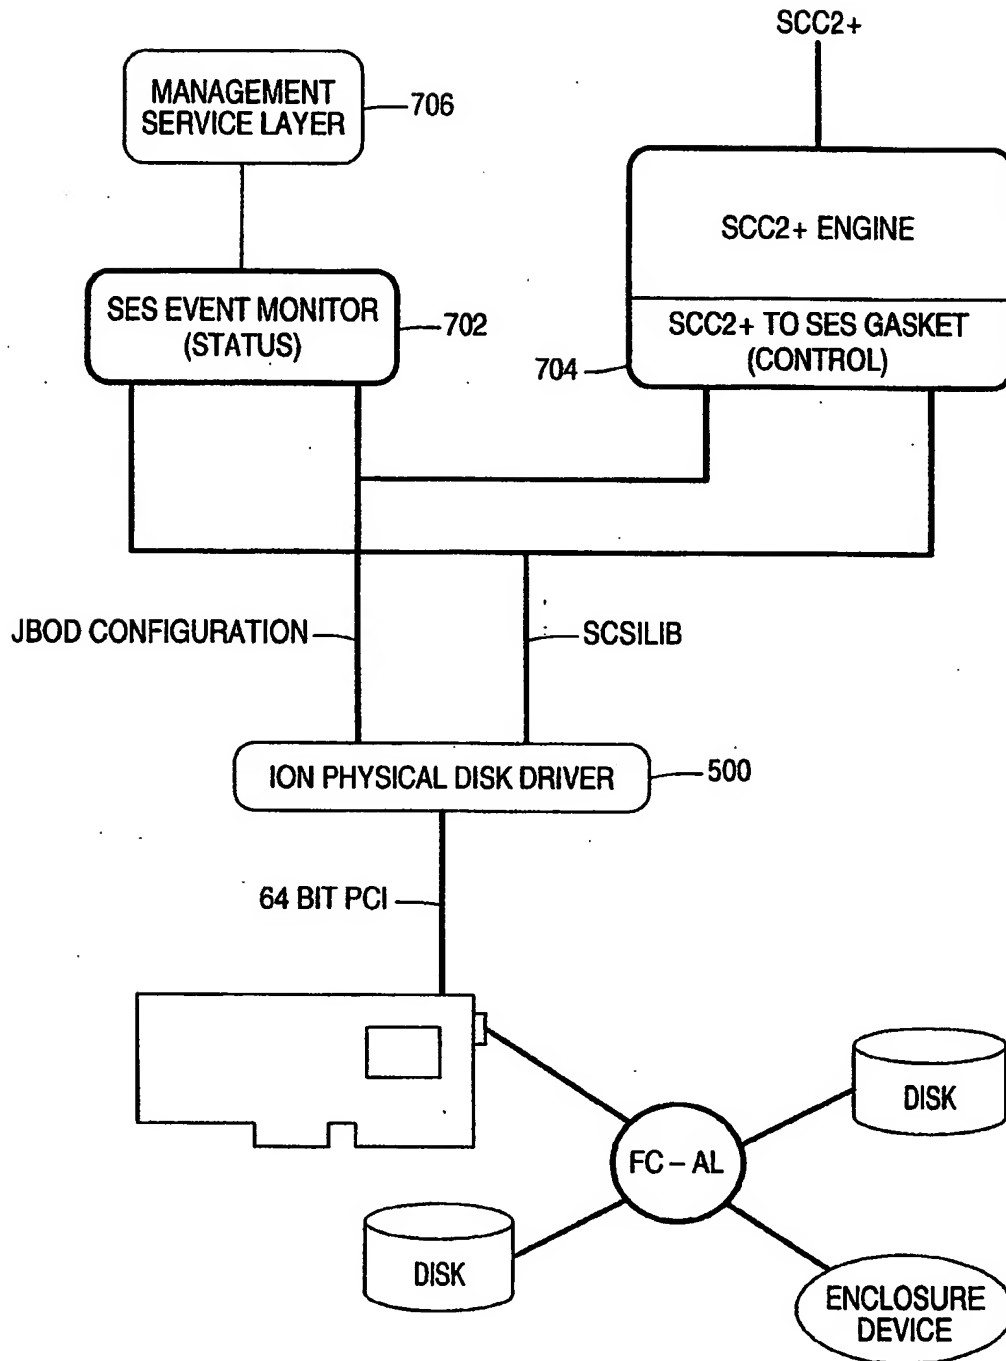 SCC2+
MANAGEMENT
SERVICE LAYER
706
SCC2+ ENGINE
SES EVENT MONITOR
(STATUS)
702
SCC2+ TO SES GASKET
(CONTROL)
704
JBOD CONFIGURATION
SCSILIB
ION PHYSICAL DISK DRIVER
500
64 BIT PCI
DISK
FC – AL
DISK
ENCLOSURE
DEVICE